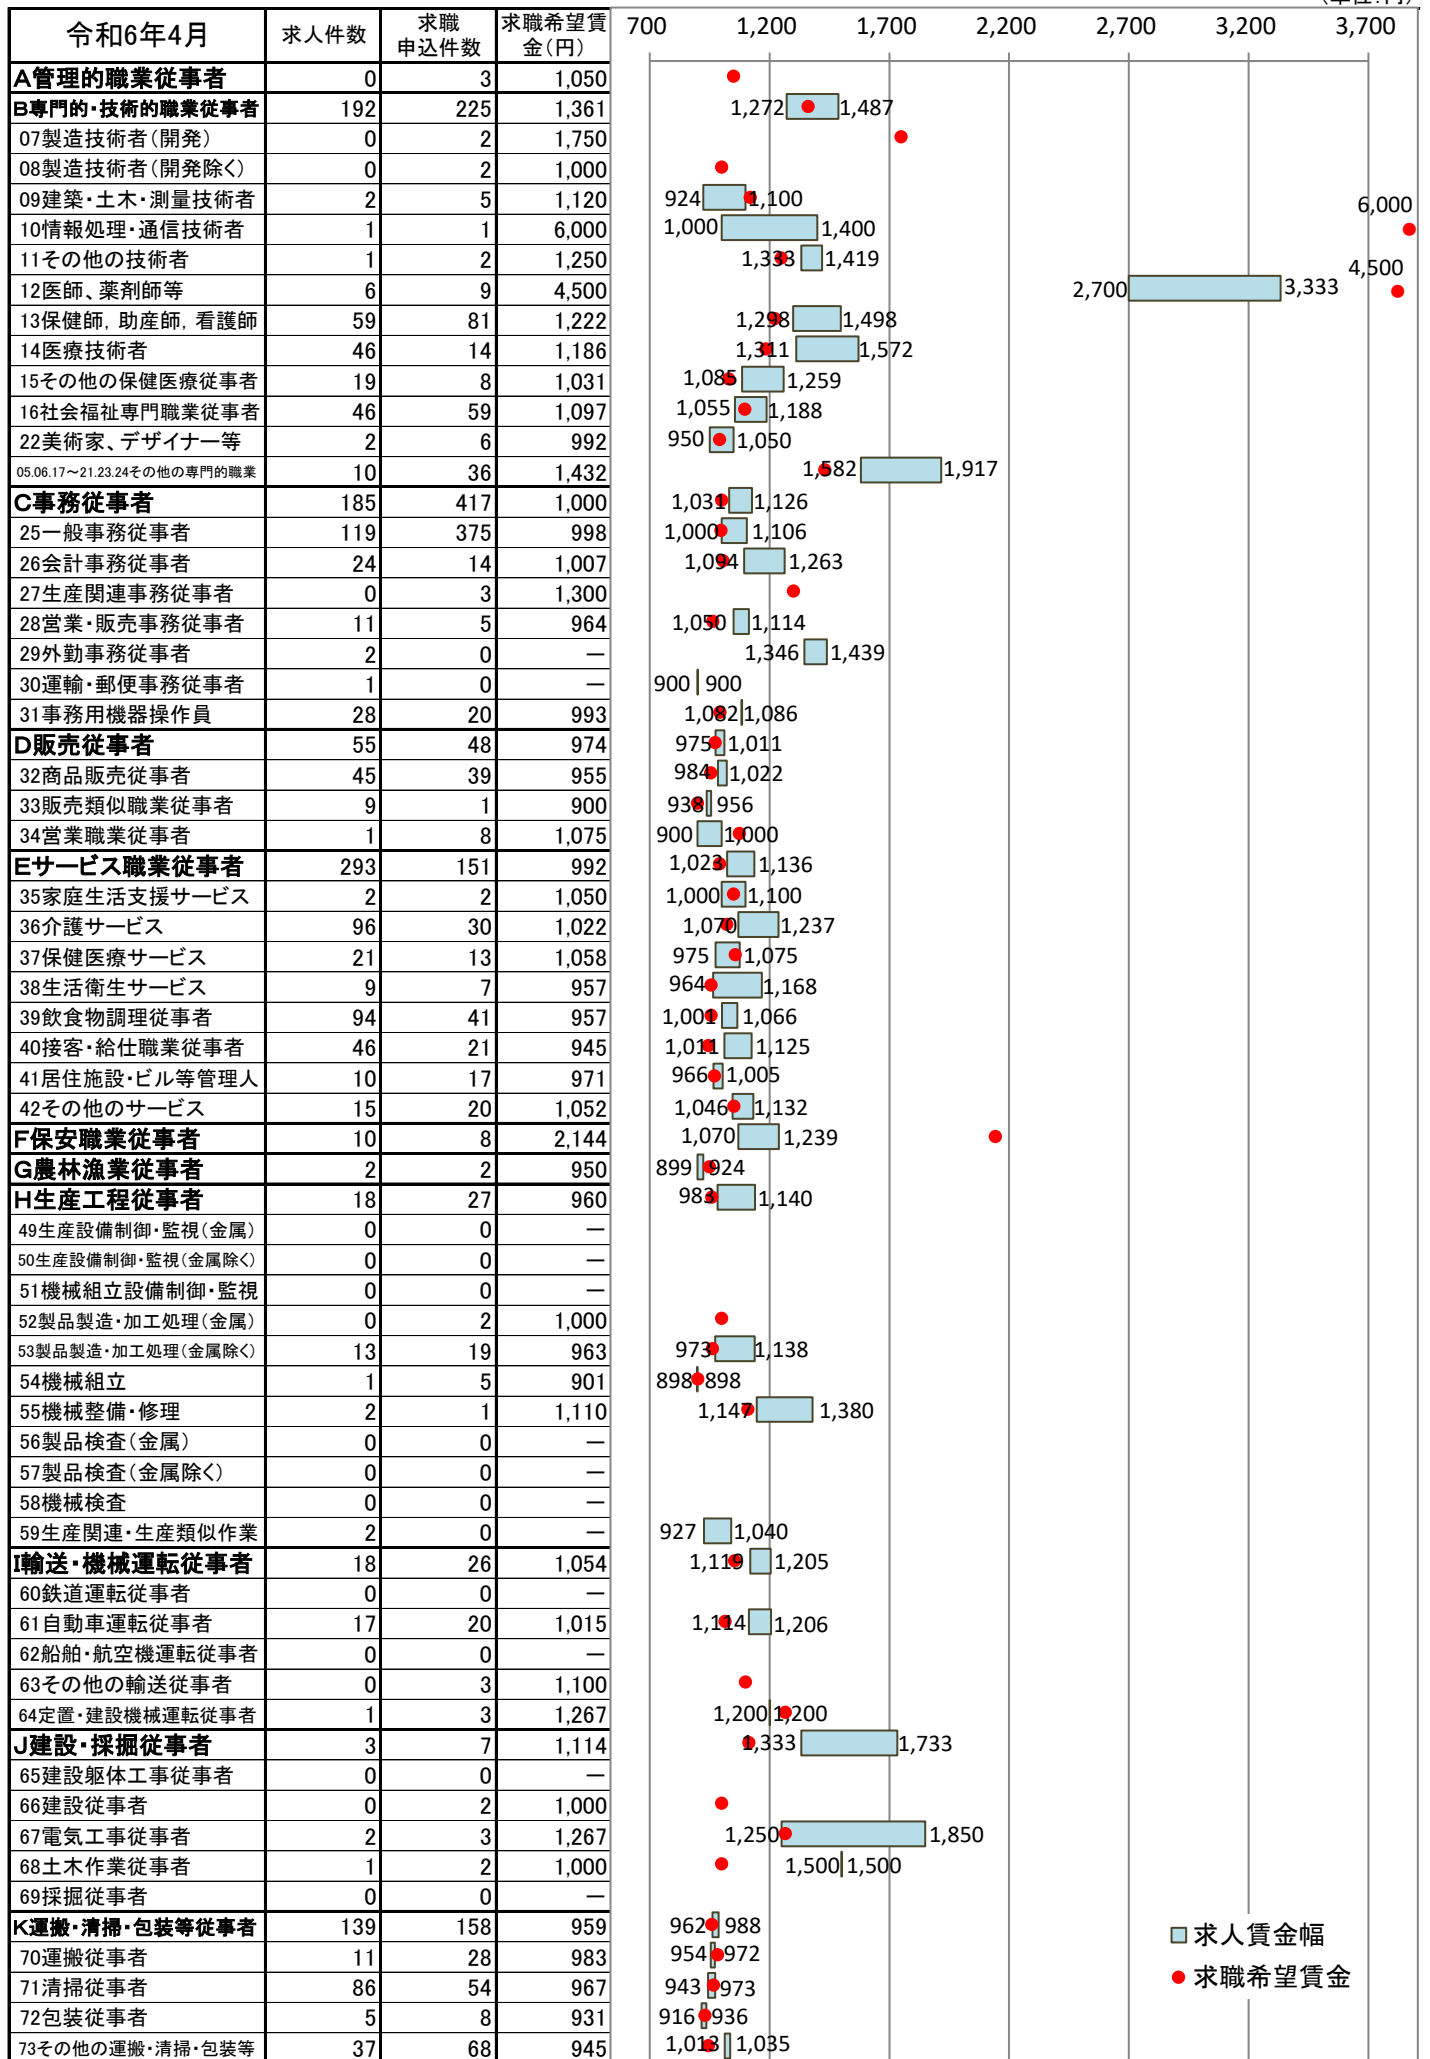 令和6年4月 求人件数 求職申込件数 求職希望賃金(円) 700 1,200 1,700 2,200 2,700 3,200 3,700
A管理的職業従事者 0 3 1,050
B専門的・技術的職業従事者 192 225 1,361 1,272 1,487
07製造技術者(開発) 0 2 1,750
08製造技術者(開発除く) 0 2 1,000
09建築・土木・測量技術者 2 5 1,120 924 1,100
10情報処理・通信技術者 1 1 6,000 1,000 1,400 6,000
11その他の技術者 1 2 1,250 1,333 1,419
12医師、薬剤師等 6 9 4,500 2,700 3,333 4,500
13保健師, 助産師, 看護師 59 81 1,222 1,298 1,498
14医療技術者 46 14 1,186 1,311 1,572
15その他の保健医療従事者 19 8 1,031 1,085 1,259
16社会福祉専門職業従事者 46 59 1,097 1,055 1,188
22美術家、デザイナー等 2 6 992 950 1,050
05.06.17~21.23.24その他の専門的職業 10 36 1,432 1,582 1,917
C事務従事者 185 417 1,000 1,031 1,126
25一般事務従事者 119 375 998 1,000 1,106
26会計事務従事者 24 14 1,007 1,094 1,263
27生産関連事務従事者 0 3 1,300
28営業・販売事務従事者 11 5 964 1,050 1,114
29外勤事務従事者 2 0 － 1,346 1,439
30運輸・郵便事務従事者 1 0 － 900 900
31事務用機器操作員 28 20 993 1,082 1,086
D販売従事者 55 48 974 975 1,011
32商品販売従事者 45 39 955 984 1,022
33販売類似職業従事者 9 1 900 938 956
34営業職業従事者 1 8 1,075 900 1,000
Eサービス職業従事者 293 151 992 1,023 1,136
35家庭生活支援サービス 2 2 1,050 1,000 1,100
36介護サービス 96 30 1,022 1,070 1,237
37保健医療サービス 21 13 1,058 975 1,075
38生活衛生サービス 9 7 957 964 1,168
39飲食物調理従事者 94 41 957 1,001 1,066
40接客・給仕職業従事者 46 21 945 1,011 1,125
41居住施設・ビル等管理人 10 17 971 966 1,005
42その他のサービス 15 20 1,052 1,046 1,132
F保安職業従事者 10 8 2,144 1,070 1,239
G農林漁業従事者 2 2 950 899 924
H生産工程従事者 18 27 960 983 1,140
49生産設備制御・監視(金属) 0 0 －
50生産設備制御・監視(金属除く) 0 0 －
51機械組立設備制御・監視 0 0 －
52製品製造・加工処理(金属) 0 2 1,000
53製品製造・加工処理(金属除く) 13 19 963 973 1,138
54機械組立 1 5 901 898 898
55機械整備・修理 2 1 1,110 1,147 1,380
56製品検査(金属) 0 0 －
57製品検査(金属除く) 0 0 －
58機械検査 0 0 －
59生産関連・生産類似作業 2 0 － 927 1,040
I輸送・機械運転従事者 18 26 1,054 1,119 1,205
60鉄道運転従事者 0 0 －
61自動車運転従事者 17 20 1,015 1,114 1,206
62船舶・航空機運転従事者 0 0 －
63その他の輸送従事者 0 3 1,100
64定置・建設機械運転従事者 1 3 1,267 1,200 1,200
J建設・採掘従事者 3 7 1,114 1,333 1,733
65建設躯体工事従事者 0 0 －
66建設従事者 0 2 1,000
67電気工事従事者 2 3 1,267 1,250 1,850
68土木作業従事者 1 2 1,000 1,500 1,500
69採掘従事者 0 0 －
K運搬・清掃・包装等従事者 139 158 959 962 988
求人賃金幅
70運搬従事者 11 28 983 954 972
71清掃従事者 86 54 967 943 973
求職希望賃金
72包装従事者 5 8 931 916 936
73その他の運搬・清掃・包装等 37 68 945 1,013 1,035